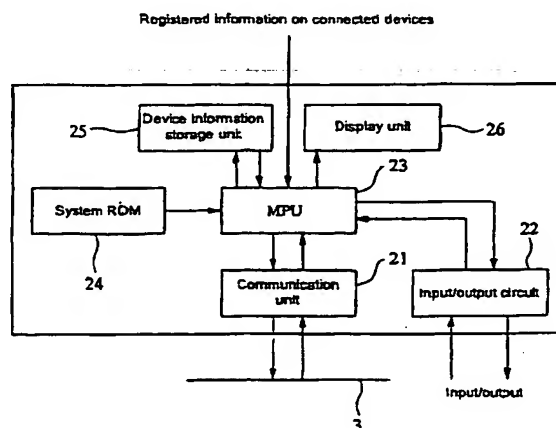 Registered information on connected devices
25
Device information
storage unit
Display unit
26
23
System ROM
MPU
24
21
22
Communication
unit
Input/output circuit
Input/output
3